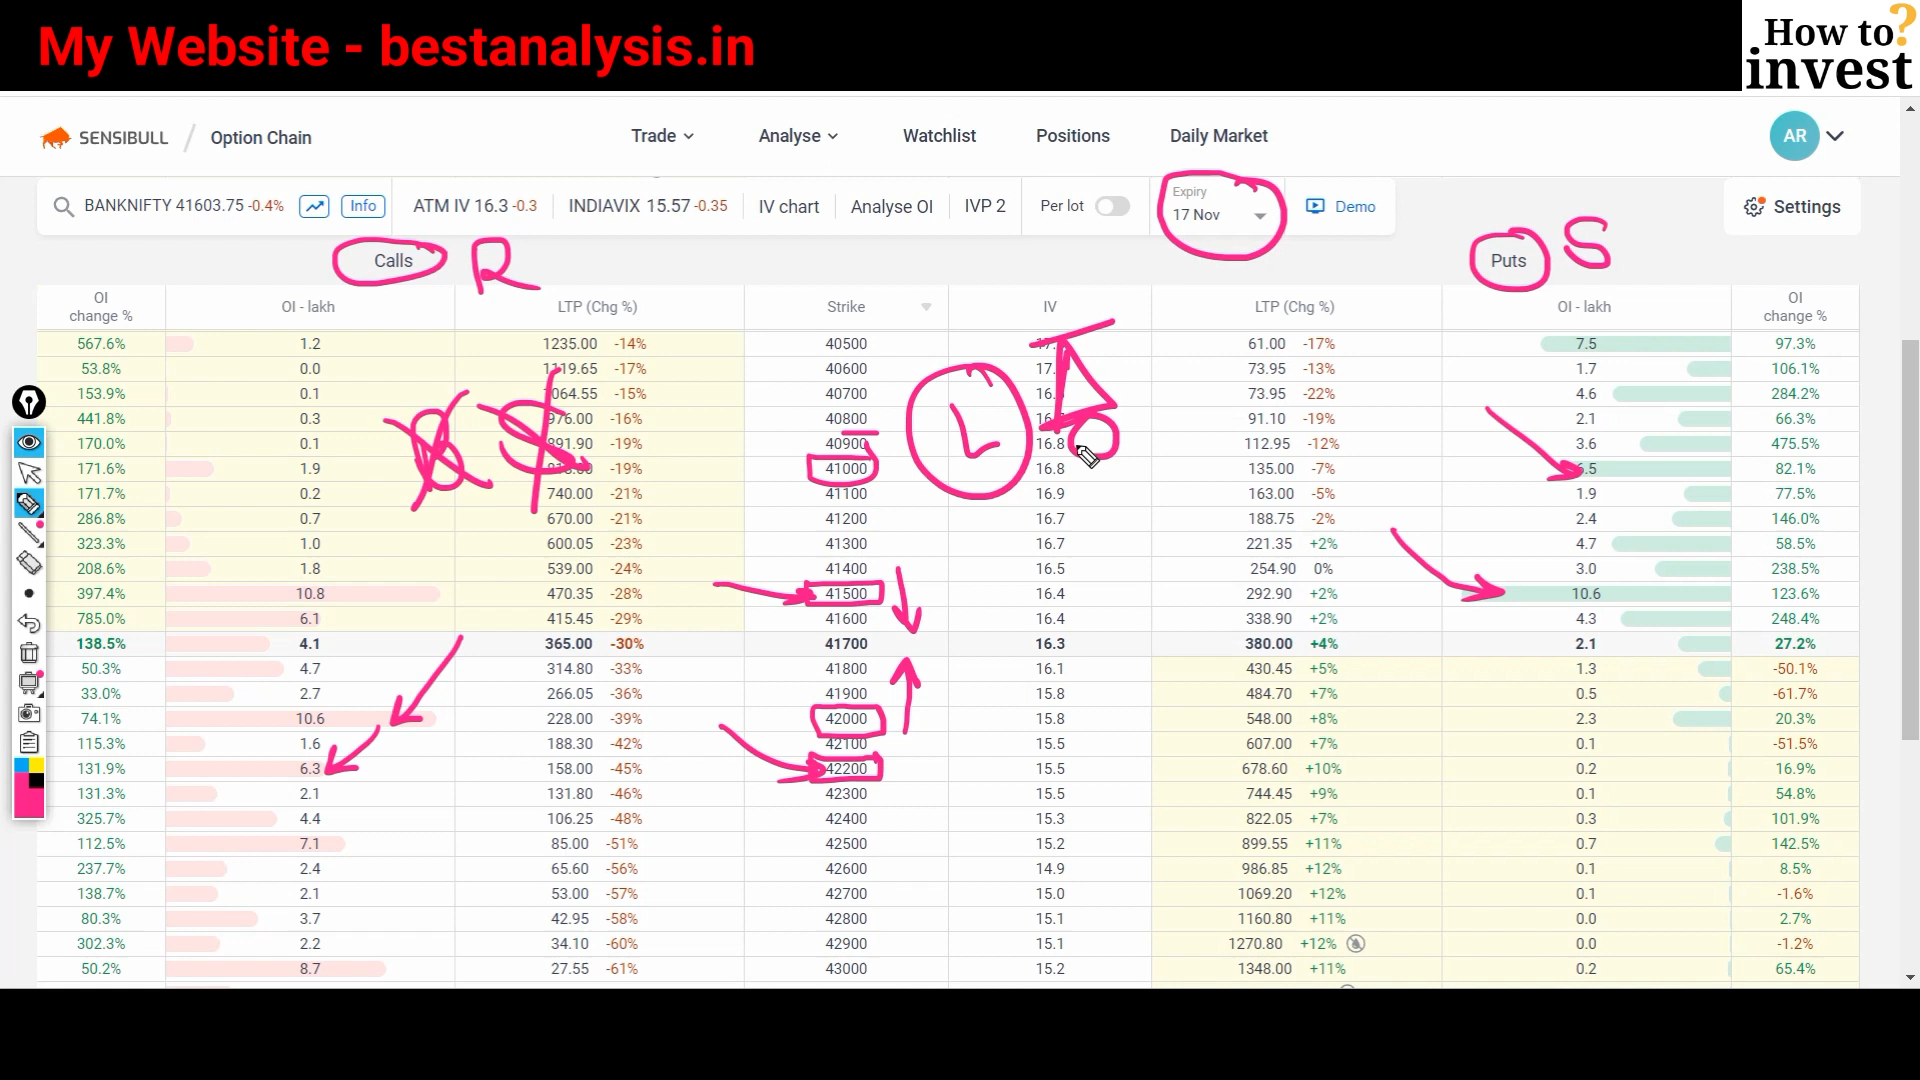 My Website - bestanalysis.in
How to?
invest
SENSIBULL / Option Chain
Trade Analyse Watchlist Positions Daily Market
AR
BANKNIFTY 41603.75 -0.4% Info ATM IV 16.3 -0.3 INDIAVIX 15.57 -0.35 IV chart Analyse OI IVP 2 Per lot Expiry 17 Nov Demo Settings
Calls R Puts S
OI change % OI - lakh LTP (Chg %) Strike IV LTP (Chg %) OI - lakh OI change %
567.6% 1.2 1235.00 -14% 40500 61.00 -17% 7.5 97.3%
53.8% 0.0 1119.65 -17% 40600 73.95 -13% 1.7 106.1%
153.9% 0.1 1064.55 -15% 40700 73.95 -22% 4.6 284.2%
441.8% 0.3 976.00 -16% 40800 91.10 -19% 2.1 66.3%
170.0% 0.1 891.90 -19% 40900 16.8 112.95 -12% 3.6 475.5%
171.6% 1.9 -19% 41000 16.8 135.00 -7% 82.1%
171.7% 0.2 740.00 -21% 41100 16.9 163.00 -5% 1.9 77.5%
286.8% 0.7 670.00 -21% 41200 16.7 188.75 -2% 2.4 146.0%
323.3% 1.0 600.05 -23% 41300 16.7 221.35 +2% 4.7 58.5%
208.6% 1.8 539.00 -24% 41400 16.5 254.90 0% 3.0 238.5%
397.4% 10.8 470.35 -28% 41500 16.4 292.90 +2% 10.6 123.6%
785.0% 6.1 415.45 -29% 41600 16.4 338.90 +2% 4.3 248.4%
138.5% 4.1 365.00 -30% 41700 16.3 380.00 +4% 2.1 27.2%
50.3% 4.7 314.80 -33% 41800 16.1 430.45 +5% 1.3 -50.1%
33.0% 2.7 266.05 -36% 41900 15.8 484.70 +7% 0.5 -61.7%
74.1% 10.6 228.00 -39% 42000 15.8 548.00 +8% 2.3 20.3%
115.3% 1.6 188.30 -42% 42100 15.5 607.00 +7% 0.1 -51.5%
131.9% 6.3 158.00 -45% 42200 15.5 678.60 +10% 0.2 16.9%
131.3% 2.1 131.80 -46% 42300 15.5 744.45 +9% 0.1 54.8%
325.7% 4.4 106.25 -48% 42400 15.3 822.05 +7% 0.3 101.9%
112.5% 7.1 85.00 -51% 42500 15.2 899.55 +11% 0.7 142.5%
237.7% 2.4 65.60 -56% 42600 14.9 986.85 +12% 0.1 8.5%
138.7% 2.1 53.00 -57% 42700 15.0 1069.20 +12% 0.1 -1.6%
80.3% 3.7 42.95 -58% 42800 15.1 1160.80 +11% 0.0 2.7%
302.3% 2.2 34.10 -60% 42900 15.1 1270.80 +12% 0.0 -1.2%
50.2% 8.7 27.55 -61% 43000 15.2 1348.00 +11% 0.2 65.4%